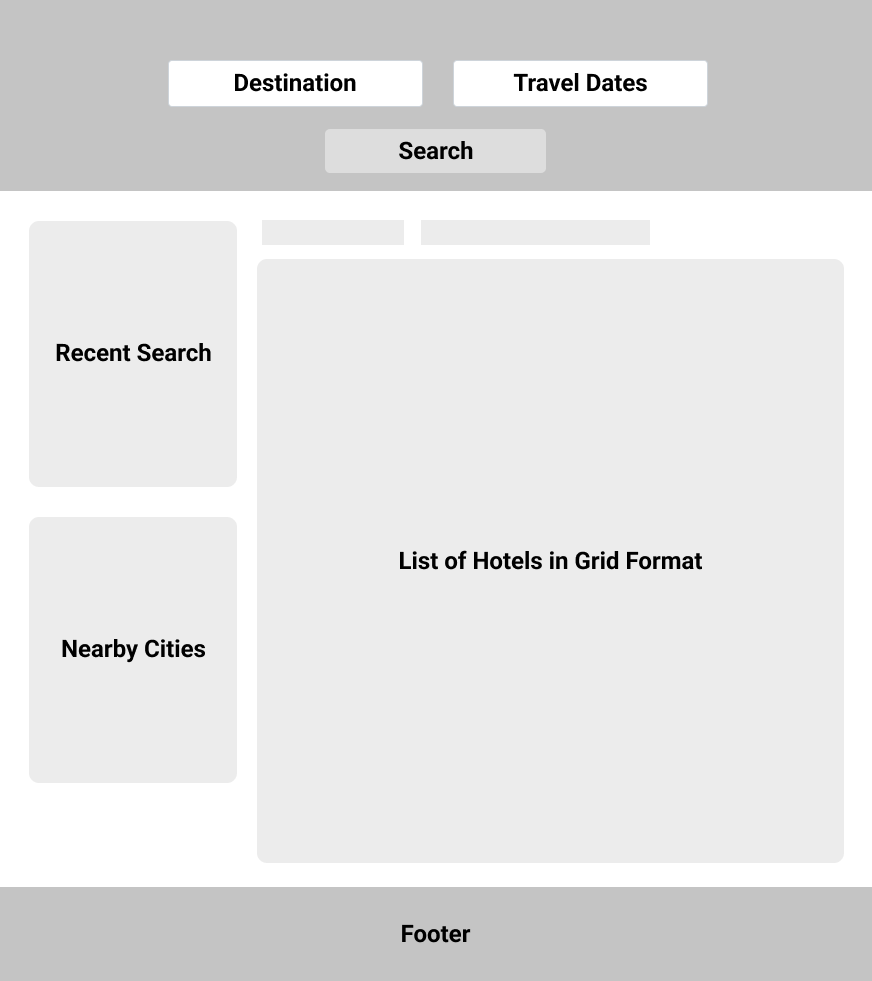 Destination
Travel Dates
Search
Recent Search
List of Hotels in Grid Format
Nearby Cities
Footer